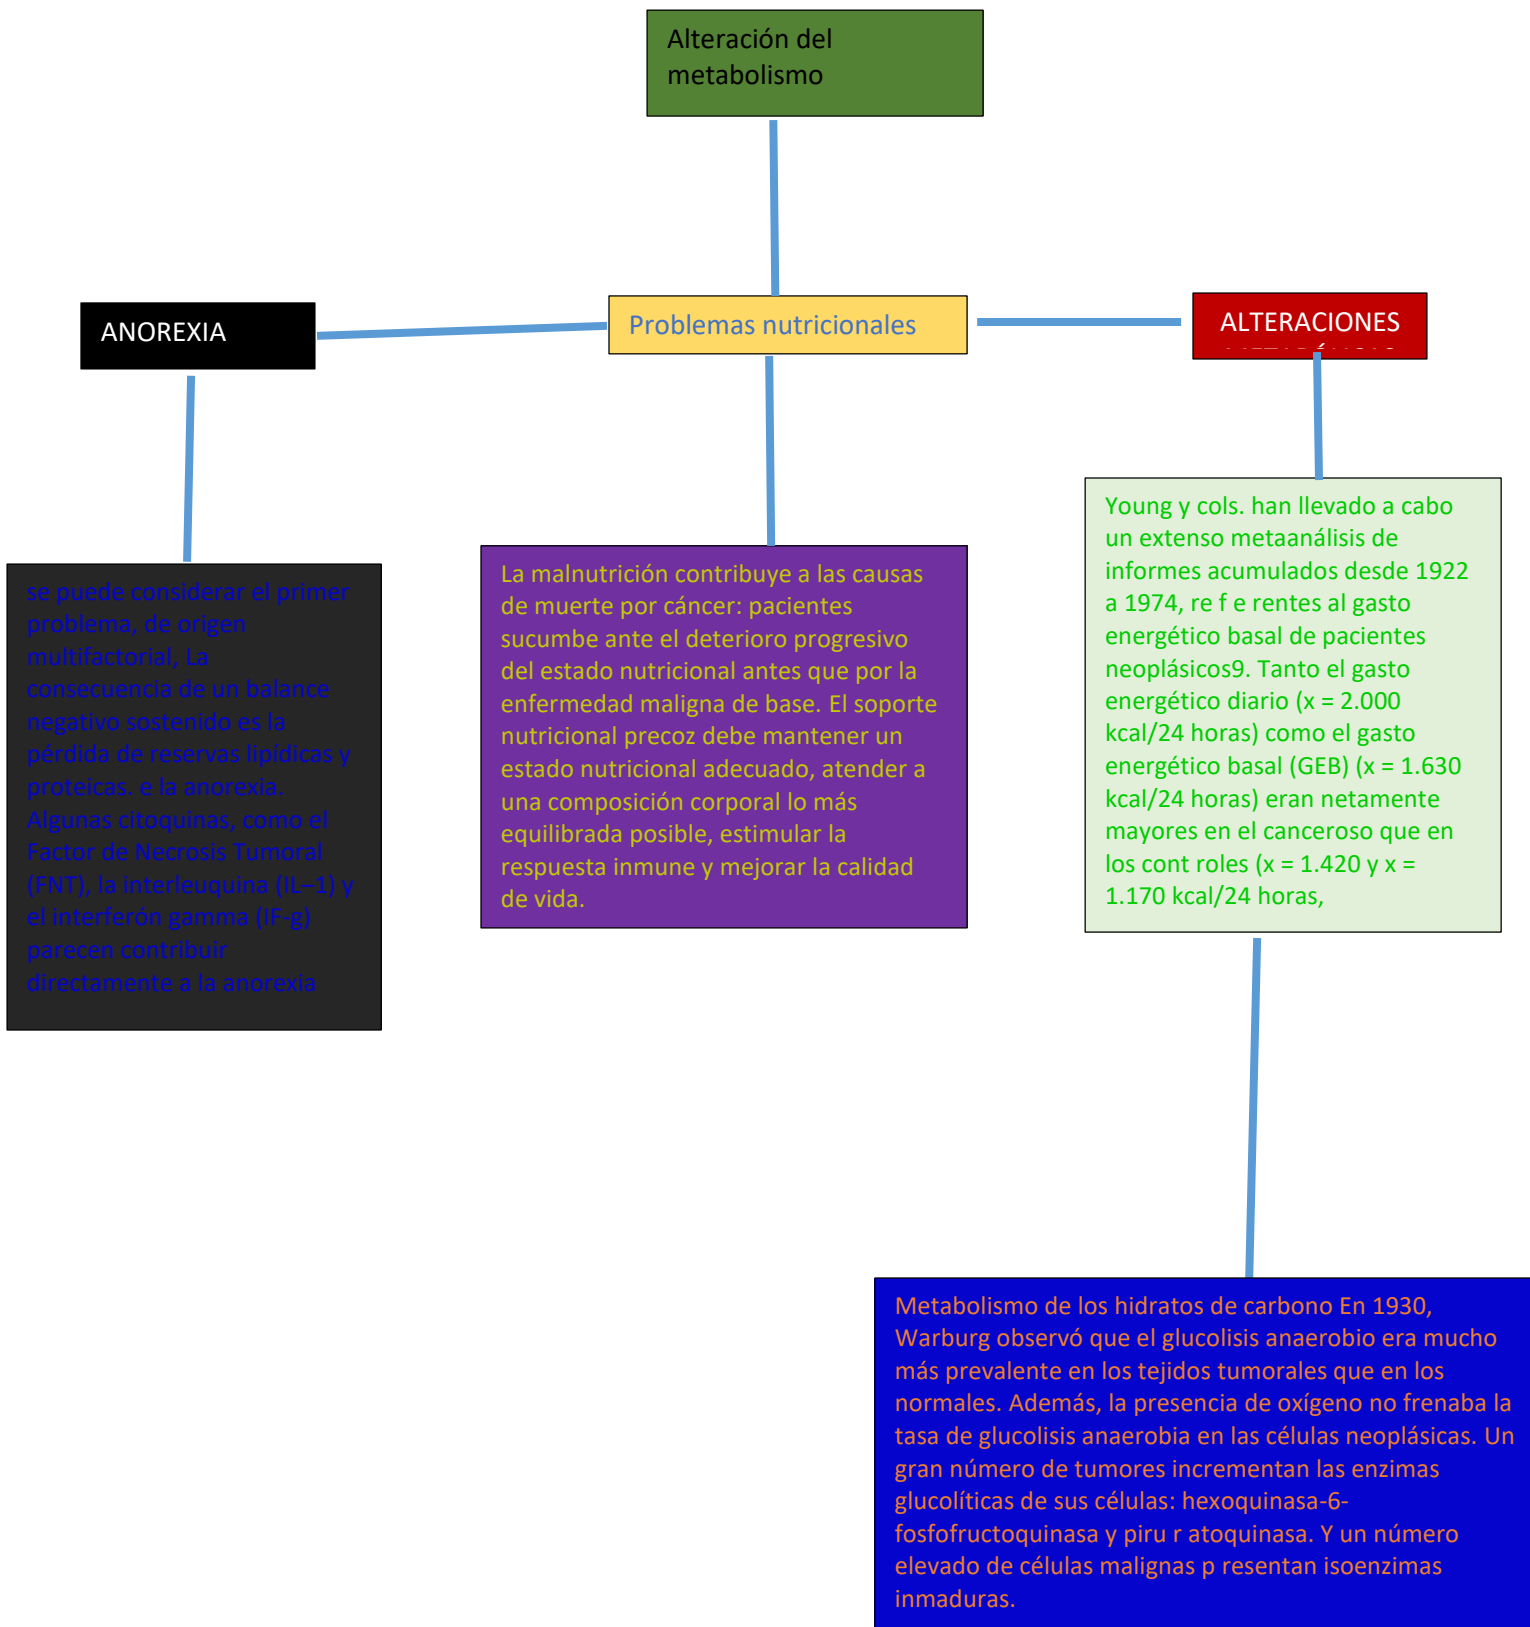 Alteración del
metabolismo
ANOREXIA
Problemas nutricionales
ALTERACIONES
se puede considerar el primer
problema, de origen
multifactorial, La
consecuencia de un balance
negativo sostenido es la
pérdida de reservas lipídicas y
proteicas. e la anorexia.
Algunas citoquinas, como el
Factor de Necrosis Tumoral
(FNT), la interleuquina (IL–1) y
el interferón gamma (IF-g)
parecen contribuir
directamente a la anorexia
La malnutrición contribuye a las causas
de muerte por cáncer: pacientes
sucumbe ante el deterioro progresivo
del estado nutricional antes que por la
enfermedad maligna de base. El soporte
nutricional precoz debe mantener un
estado nutricional adecuado, atender a
una composición corporal lo más
equilibrada posible, estimular la
respuesta inmune y mejorar la calidad
de vida.
Young y cols. han llevado a cabo
un extenso metaanálisis de
informes acumulados desde 1922
a 1974, re f e rentes al gasto
energético basal de pacientes
neoplásicos9. Tanto el gasto
energético diario (x = 2.000
kcal/24 horas) como el gasto
energético basal (GEB) (x = 1.630
kcal/24 horas) eran netamente
mayores en el canceroso que en
los cont roles (x = 1.420 y x =
1.170 kcal/24 horas,
Metabolismo de los hidratos de carbono En 1930,
Warburg observó que el glucolisis anaerobio era mucho
más prevalente en los tejidos tumorales que en los
normales. Además, la presencia de oxígeno no frenaba la
tasa de glucolisis anaerobia en las células neoplásicas. Un
gran número de tumores incrementan las enzimas
glucolíticas de sus células: hexoquinasa-6-
fosfofructoquinasa y piru r atoquinasa. Y un número
elevado de células malignas p resentan isoenzimas
inmaduras.